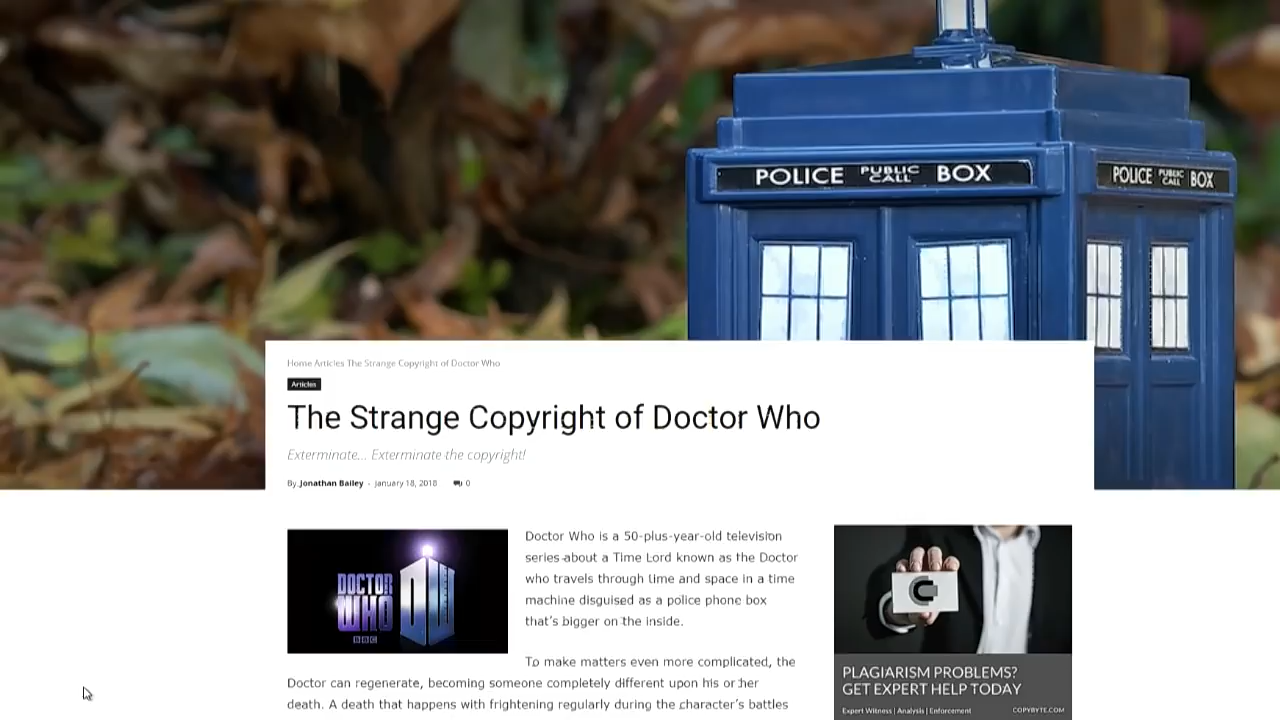 POLICE PUBLIC CALL BOX
POLICE PUBLIC CALL BOX
Home Articles The Strange Copyright of Doctor Who
Articles
The Strange Copyright of Doctor Who
Exterminate... Exterminate the copyright!
By Jonathan Bailey - January 18, 2018 0
DOCTOR WHO
BBC
DW
Doctor Who is a 50-plus-year-old television
series about a Time Lord known as the Doctor
who travels through time and space in a time
machine disguised as a police phone box
that's bigger on the inside.
To make matters even more complicated, the
Doctor can regenerate, becoming someone completely different upon his or her
death. A death that happens with frightening regularly during the character's battles
PLAGIARISM PROBLEMS?
GET EXPERT HELP TODAY
Expert Witness | Analysis | Enforcement COPYBYTE.COM